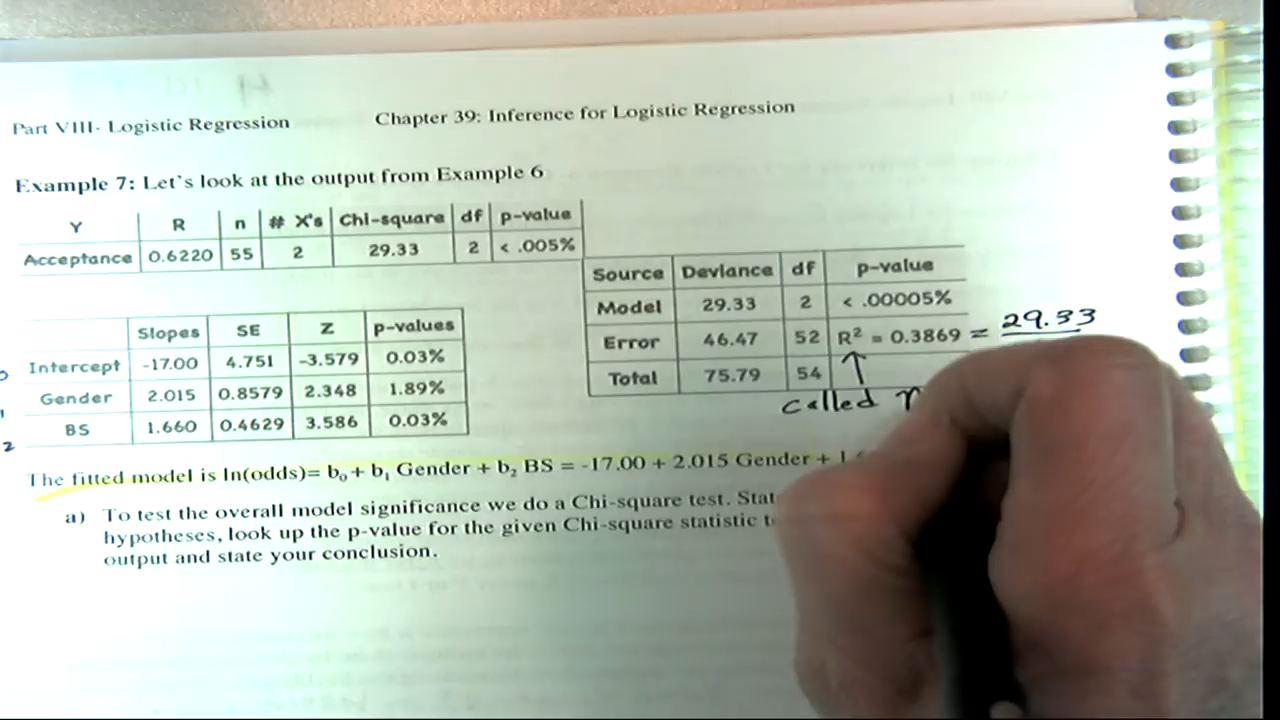 Part VIII- Logistic Regression
Chapter 39: Inference for Logistic Regression
Example 7: Let's look at the output from Example 6
Y R n # X's Chi-square df p-value
Acceptance 0.6220 55 2 29.33 2 < .005%
Source Deviance df p-value
Model 29.33 2 < .00005%
Error 46.47 52 R² = 0.3869 = 29.33
Total 75.79 54
called
Slopes SE Z p-values
Intercept -17.00 4.751 -3.579 0.03%
Gender 2.015 0.8579 2.348 1.89%
2 BS 1.660 0.4629 3.586 0.03%
The fitted model is ln(odds)= b₀ + b₁ Gender + b₂ BS = -17.00 + 2.015 Gender +
a) To test the overall model significance we do a Chi-square test.
hypotheses, look up the p-value for the given Chi-square statistic
output and state your conclusion.